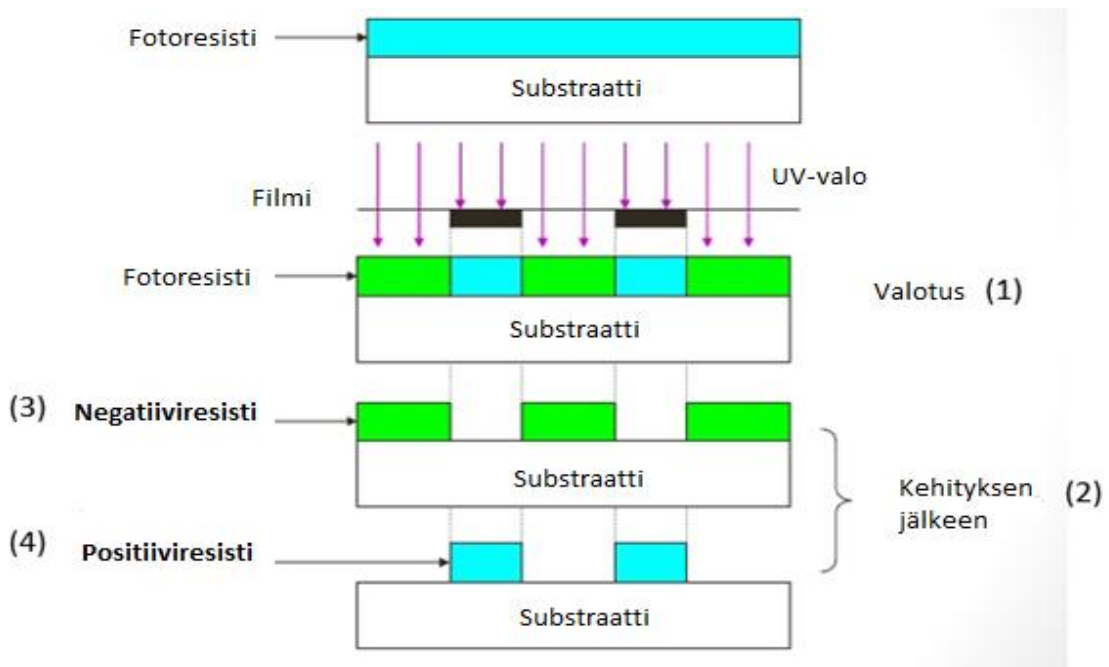 Fotoresisti
Substraatti
UV-valo
Filmi
Fotoresisti
Valotus (1)
Substraatti
(3) Negatiiviresisti
Substraatti
Kehityksen (2)
jälkeen
(4) Positiiviresisti
Substraatti